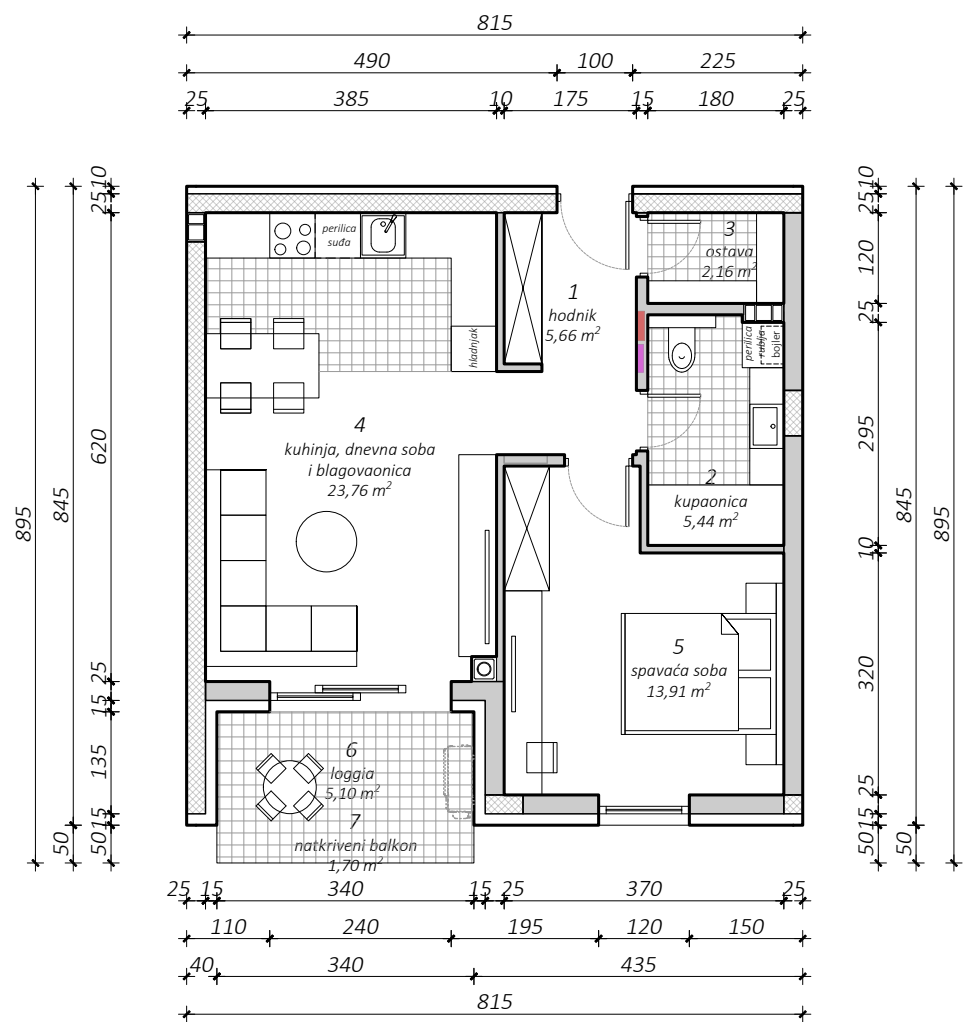 815
490 100 225
25 385 10 175 15 180 25
10
25
620
25
15
135
15
50
845
50
895
10
25
120
25
295
10
320
25
15
50
845
50
895
perilica
suđa
hladnjak
1
hodnik
5,66 m²
3
ostava
2,16 m²
perilica
rublja
bojler
4
kuhinja, dnevna soba
i blagovaonica
23,76 m²
2
kupaonica
5,44 m²
5
spavaća soba
13,91 m²
6
loggia
5,10 m²
7
natkriveni balkon
1,70 m²
25 15 340 15 25 370 25
110 240 195 120 150
40 340 435
815